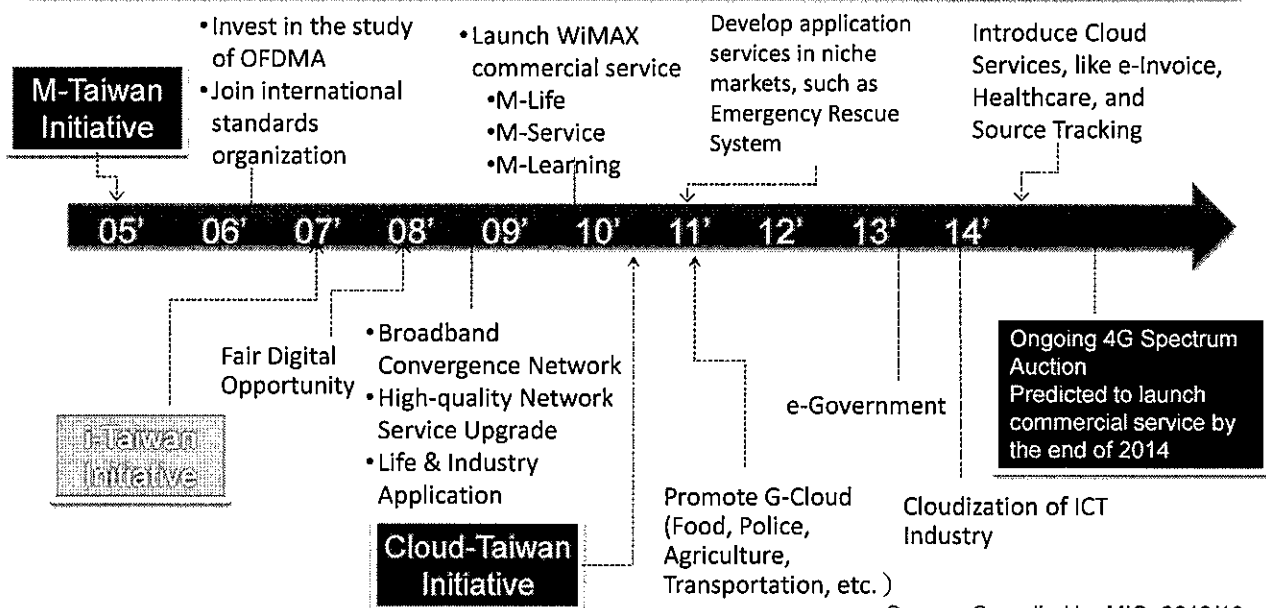 •Invest in the study
of OFDMA
•Join international
standards
organization
•Launch WiMAX
commercial service
•M-Life
•M-Service
•M-Learning
Develop application
services in niche
markets, such as
Emergency Rescue
System
Introduce Cloud
Services, like e-Invoice,
Healthcare, and
Source Tracking
M-Taiwan
Initiative
05' 06' 07' 08' 09' 10' 11' 12' 13' 14'
i-Taiwan
Initiative
Fair Digital
Opportunity
•Broadband
Convergence Network
•High-quality Network
Service Upgrade
•Life & Industry
Application
Cloud-Taiwan
Initiative
Promote G-Cloud
(Food, Police,
Agriculture,
Transportation, etc. )
e-Government
Cloudization of ICT
Industry
Ongoing 4G Spectrum
Auction
Predicted to launch
commercial service by
the end of 2014